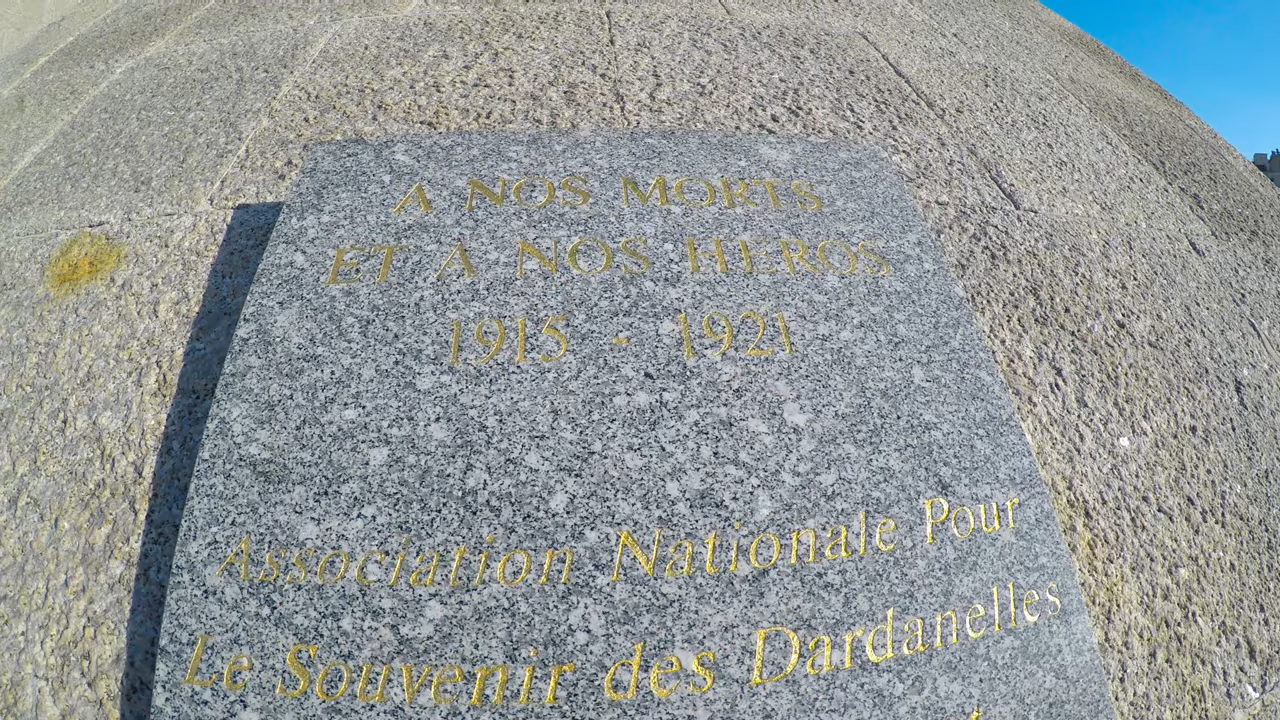 A NOS MORTS
ET A NOS HEROS
1915 - 1921
Association Nationale Pour
Le Souvenir des Dardanelles